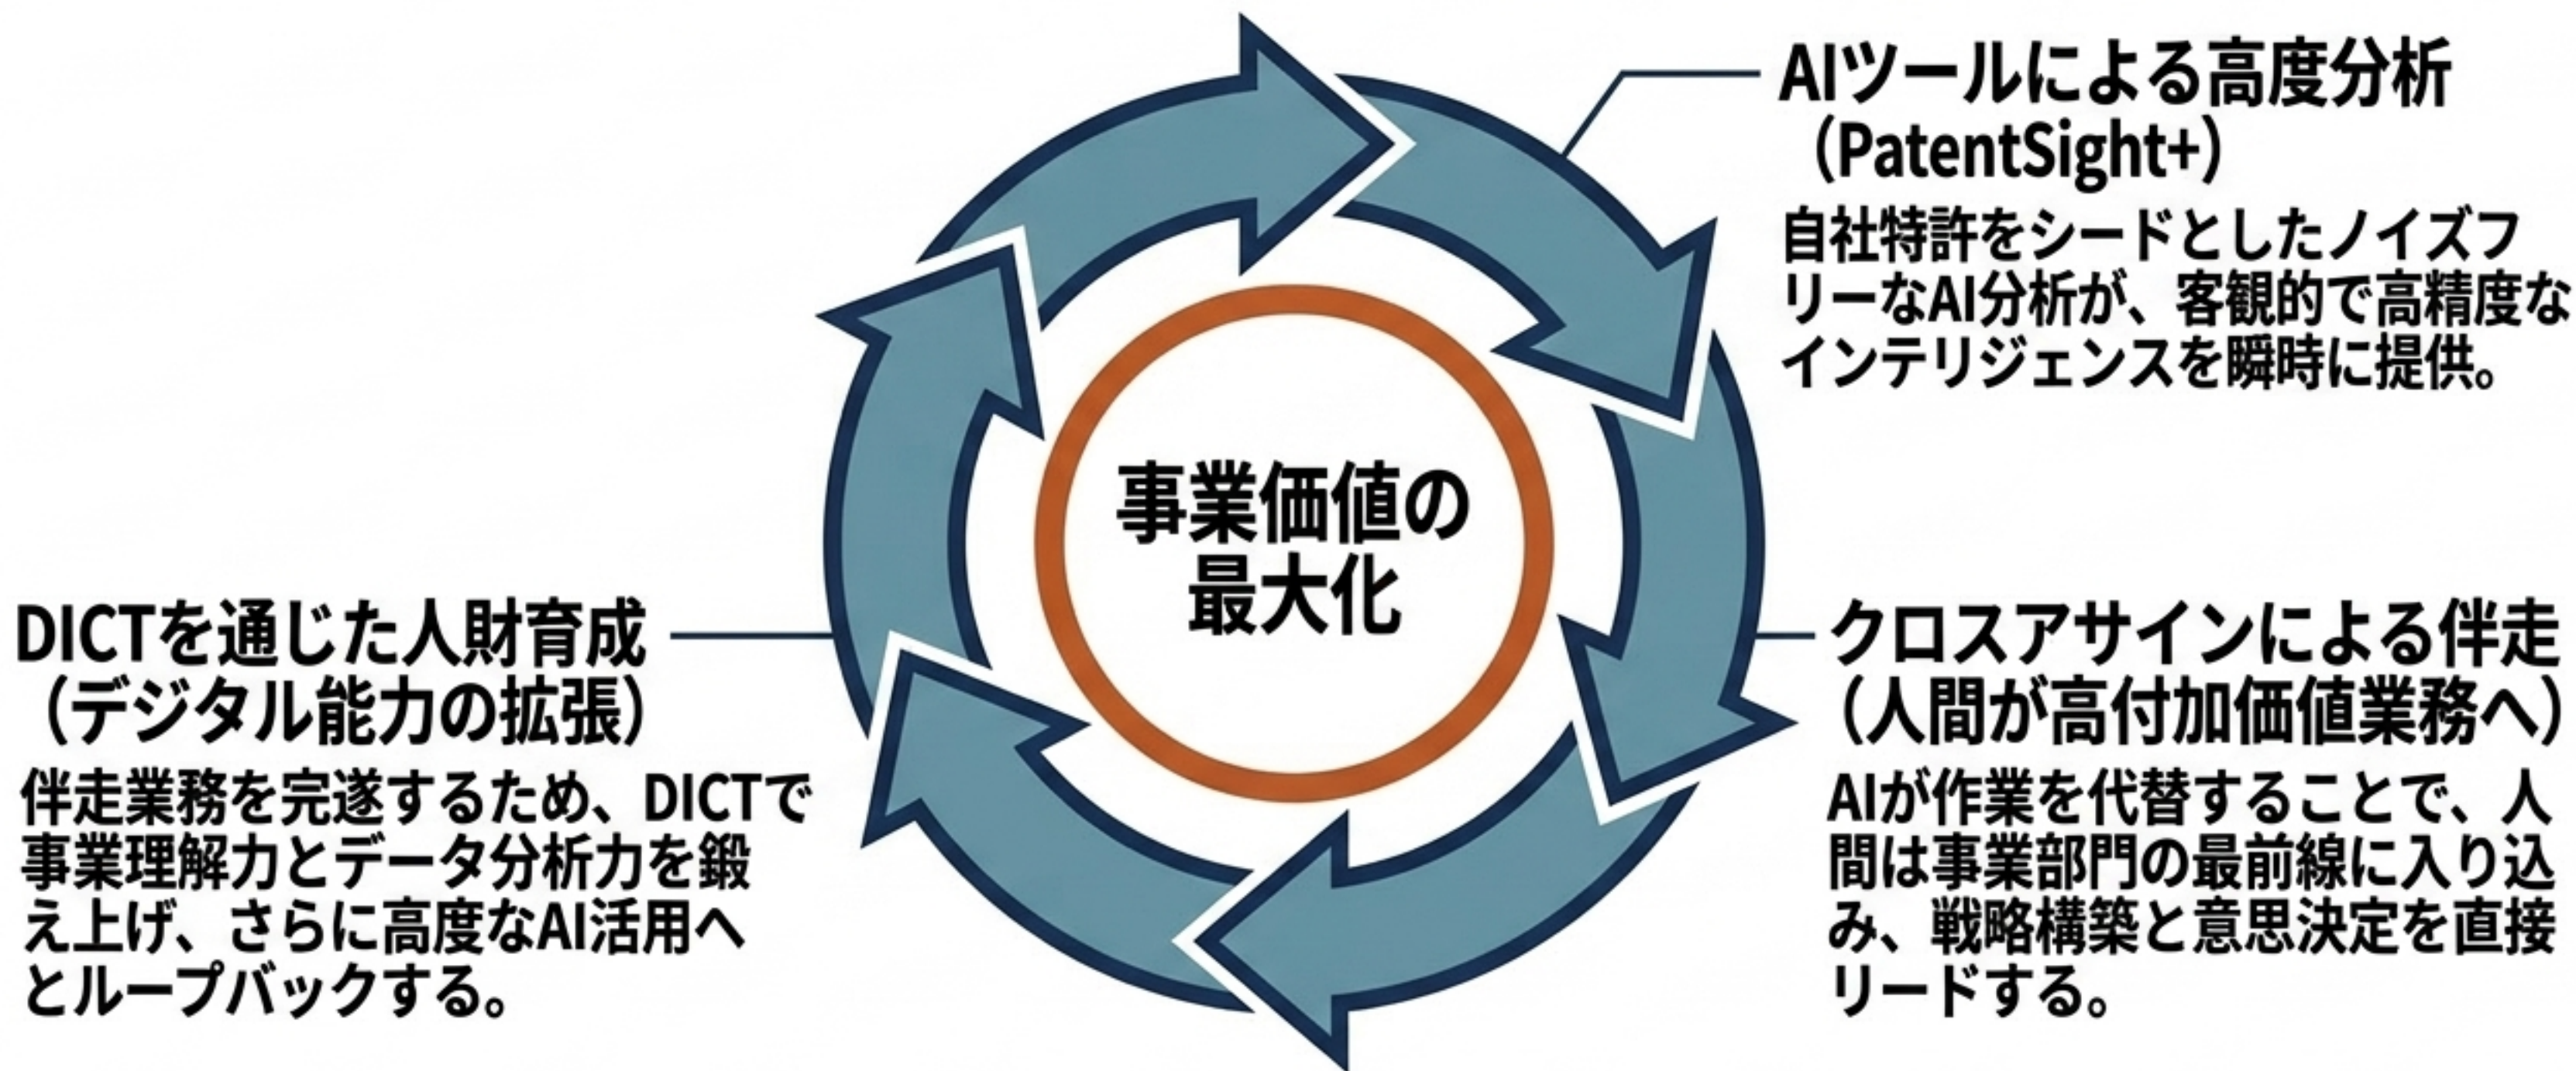 AIツールによる高度分析
（PatentSight+）
自社特許をシードとしたノイズフ
リーなAI分析が、客観的で高精度な
インテリジェンスを瞬時に提供。
事業価値の
最大化
クロスアサインによる伴走
（人間が高付加価値業務へ）
AIが作業を代替することで、人
間は事業部門の最前線に入り込
み、戦略構築と意思決定を直接
リードする。
DICTを通じた人財育成
（デジタル能力の拡張）
伴走業務を完遂するため、DICTで
事業理解力とデータ分析力を鍛
え上げ、さらに高度なAI活用へ
とループバックする。